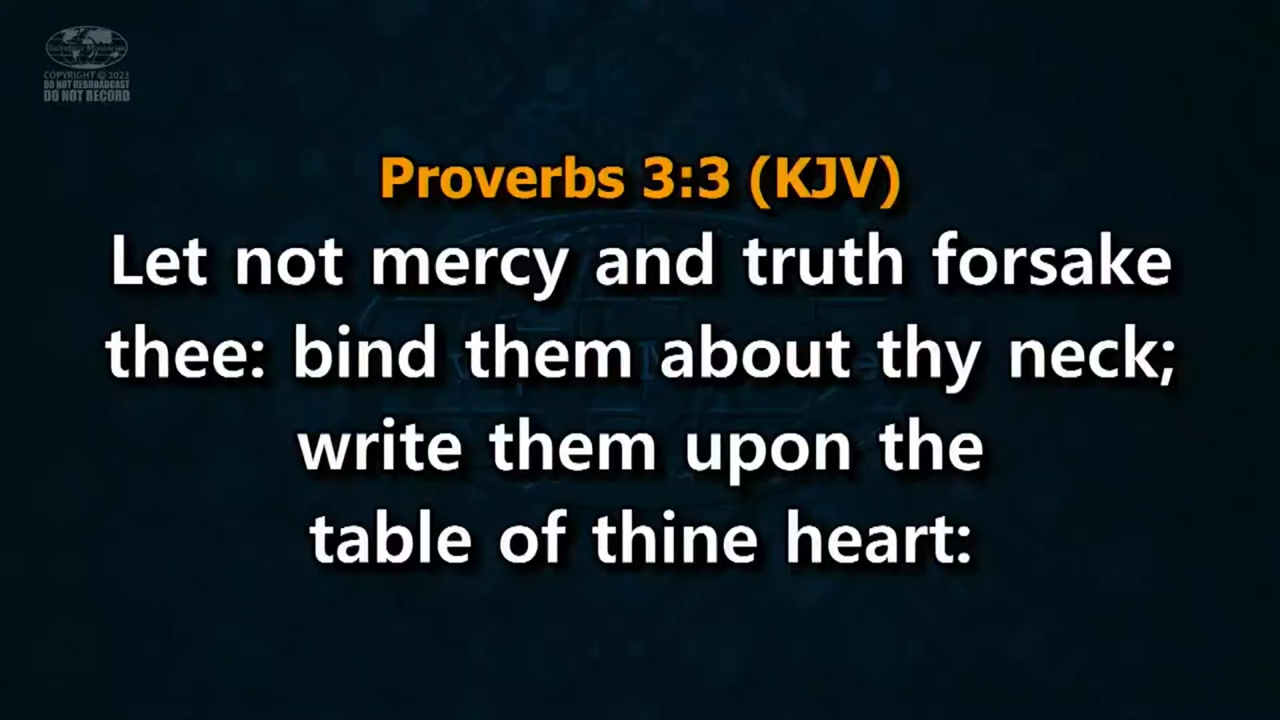 COPYRIGHT © 2023
DO NOT REBROADCAST
DO NOT RECORD
Proverbs 3:3 (KJV)
Let not mercy and truth forsake
thee: bind them about thy neck;
write them upon the
table of thine heart: